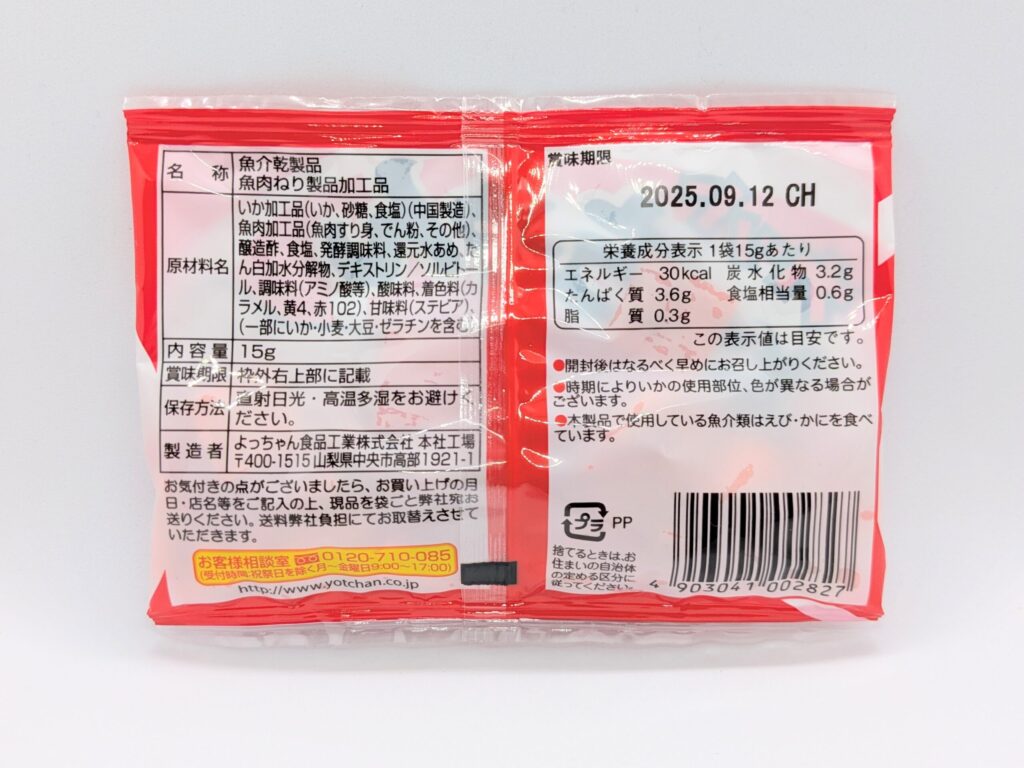 名称 魚介乾製品
魚肉ねり製品加工品
原材料名 いか加工品(いか、砂糖、食塩)(中国製造)、
魚肉加工品(魚肉すり身、でん粉、その他)、
醸造酢、食塩、発酵調味料、還元水あめ、たん
白加水分解物、デキストリン/ソルビトー
ル、調味料(アミノ酸等)、酸味料、着色料(カ
ラメル、黄4、赤102)、甘味料(ステビア)、
(一部にいか・小麦・大豆・ゼラチンを含む)
内容量 15g
賞味期限 枠外右上部に記載
保存方法 直射日光・高温多湿をお避けく
ださい。
製造者 よっちゃん食品工業株式会社 本社工場
〒400-1515 山梨県中央市高部1921-1
お気付きの点がございましたら、お買い上げの月
日・店名等をご記入の上、現品を袋ごと弊社宛お
送りください。送料弊社負担にてお取替えさせて
いただきます。
お客様相談室 0120-710-085
(受付時間:祝祭日を除く月~金曜日9:00~17:00)
http://www.yotchan.co.jp
賞味期限
2025.09.12 CH
栄養成分表示 1袋15gあたり
エネルギー 30kcal 炭水化物 3.2g
たんぱく質 3.6g 食塩相当量 0.6g
脂質 0.3g
この表示値は目安です。
●開封後はなるべく早めにお召し上がりください。
●時期によりいかの使用部位、色が異なる場合が
ございます。
●本製品で使用している魚介類はえび・かにを食べ
ています。
プラ PP
捨てるときは、お
住まいの自治体
の定める区分に
従ってください。
4 903041 002827